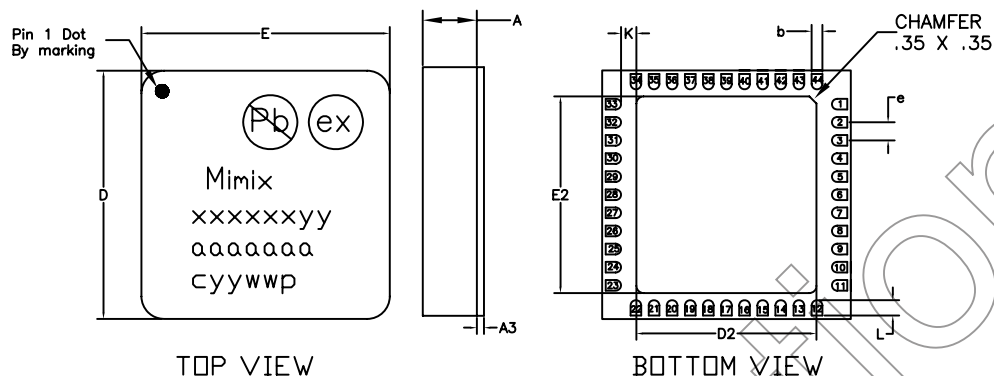 Pin 1 Dot
By marking
E
A
K
b
CHAMFER
.35 X .35
D
Pb
ex
Mimix
xxxxxxyy
aaaaaaa
cyywwp
A3
34 35 36 37 38 39 40 41 42 43 44
33
32
31
30
29
28
27
26
25
24
23
E2
1
2
3
4
5
6
7
8
9
10
11
e
22 21 20 19 18 17 16 15 14 13 12
D2
L
TOP VIEW
BOTTOM VIEW